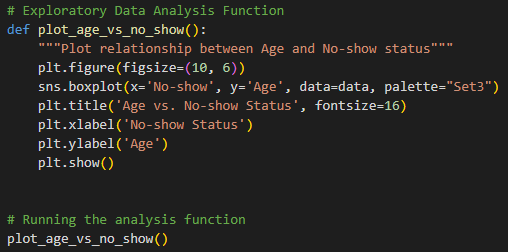 # Exploratory Data Analysis Function
def plot_age_vs_no_show():
    """Plot relationship between Age and No-show status"""
    plt.figure(figsize=(10, 6))
    sns.boxplot(x='No-show', y='Age', data=data, palette="Set3")
    plt.title('Age vs. No-show Status', fontsize=16)
    plt.xlabel('No-show Status')
    plt.ylabel('Age')
    plt.show()

# Running the analysis function
plot_age_vs_no_show()